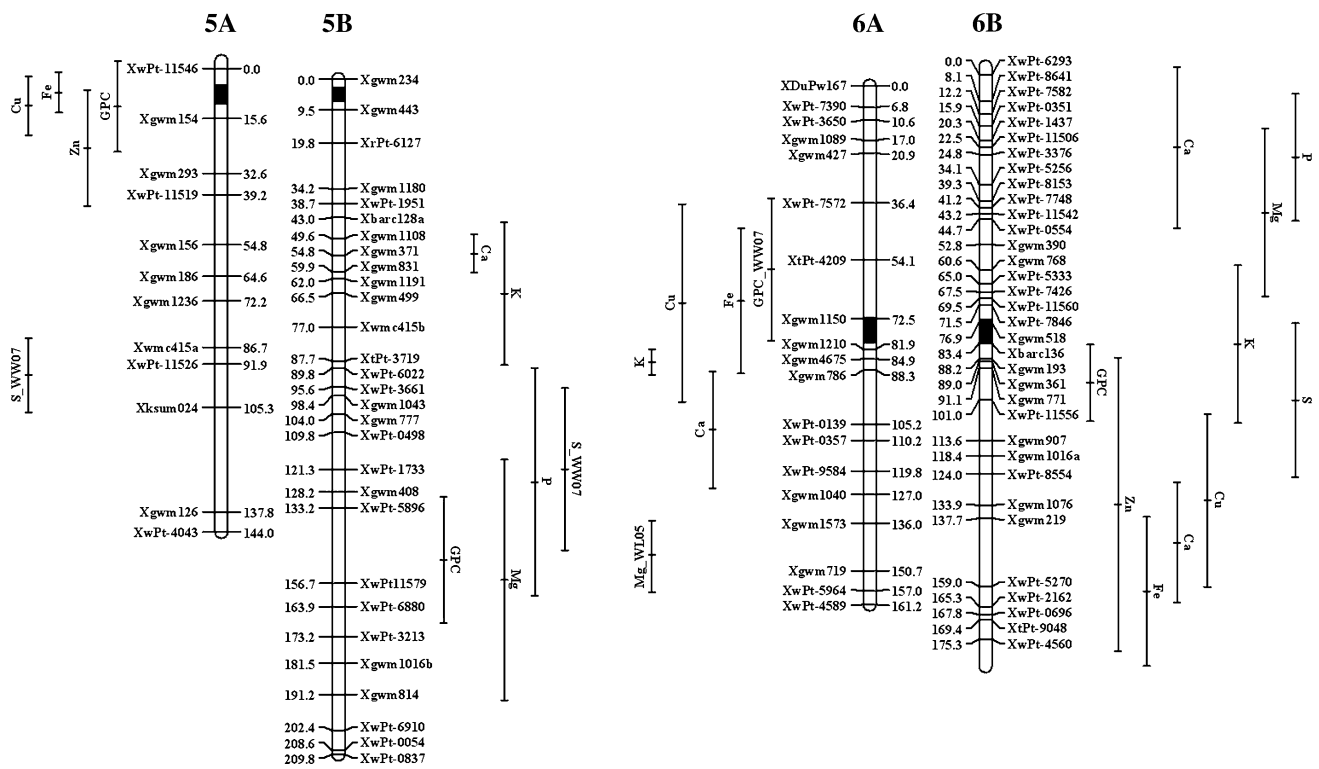 5A
5B
6A
6B
XwPt-11546 0.0
Xgwm154 15.6
Xgwm293 32.6
XwPt-11519 39.2
Xgwm156 54.8
Xgwm186 64.6
Xgwm1236 72.2
Xwmc415a 86.7
XwPt-11526 91.9
Xksum024 105.3
Xgwm126 137.8
XwPt-4043 144.0
Cu
Fe
Zn
GPC
S_WW07
0.0 Xgwm234
9.5 Xgwm443
19.8 XrPt-6127
34.2 Xgwm1180
38.7 XwPt-1951
43.0 Xbarc128a
49.6 Xgwm1108
54.8 Xgwm371
59.9 Xgwm831
62.0 Xgwm1191
66.5 Xgwm499
77.0 Xwmc415b
87.7 XtPt-3719
89.8 XwPt-6022
95.6 XwPt-3661
98.4 Xgwm1043
104.0 Xgwm777
109.8 XwPt-0498
121.3 XwPt-1733
128.2 Xgwm408
133.2 XwPt-5896
156.7 XwPt11579
163.9 XwPt-6880
173.2 XwPt-3213
181.5 Xgwm1016b
191.2 Xgwm814
202.4 XwPt-6910
208.6 XwPt-0054
209.8 XwPt-0837
Ca
K
GPC
Mg
P
S_WW07
XDuPw167 0.0
XwPt-7390 6.8
XwPt-3650 10.6
Xgwm1089 17.0
Xgwm427 20.9
XwPt-7572 36.4
XtPt-4209 54.1
Xgwm1150 72.5
Xgwm1210 81.9
Xgwm4675 84.9
Xgwm786 88.3
XwPt-0139 105.2
XwPt-0357 110.2
XwPt-9584 119.8
Xgwm1040 127.0
Xgwm1573 136.0
Xgwm719 150.7
XwPt-5964 157.0
XwPt-4589 161.2
Cu
Fe
GPC_WW07
K
Ca
Mg_WL05
0.0 XwPt-6293
8.1 XwPt-8641
12.2 XwPt-7582
15.9 XwPt-0351
20.3 XwPt-1437
22.5 XwPt-11506
24.8 XwPt-3376
34.1 XwPt-5256
39.3 XwPt-8153
41.2 XwPt-7748
43.2 XwPt-11542
44.7 XwPt-0554
52.8 Xgwm390
60.6 Xgwm768
65.0 XwPt-5333
67.5 XwPt-7426
69.5 XwPt-11560
71.5 XwPt-7846
76.9 Xgwm518
83.4 Xbarc136
88.2 Xgwm193
89.0 Xgwm361
91.1 Xgwm771
101.0 XwPt-11556
113.6 Xgwm907
118.4 Xgwm1016a
124.0 XwPt-8554
133.9 Xgwm1076
137.7 Xgwm219
159.0 XwPt-5270
165.3 XwPt-2162
167.8 XwPt-0696
169.4 XtPt-9048
175.3 XwPt-4560
Ca
P
Mg
K
GPC
S
Zn
Cu
Ca
Fe